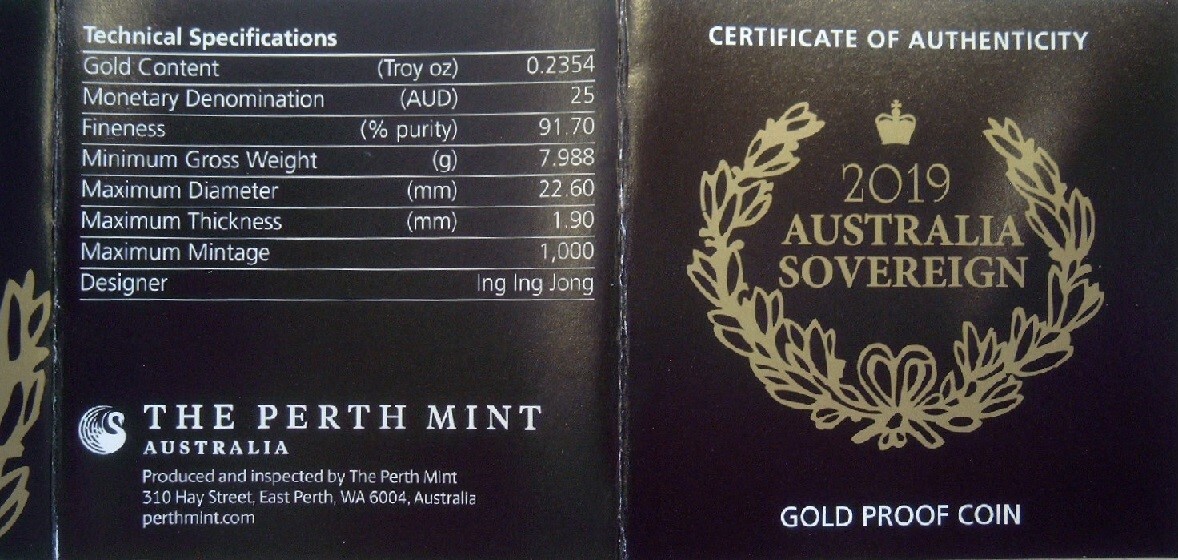 Technical Specifications
Gold Content (Troy oz) 0.2354
Monetary Denomination (AUD) 25
Fineness (% purity) 91.70
Minimum Gross Weight (g) 7.988
Maximum Diameter (mm) 22.60
Maximum Thickness (mm) 1.90
Maximum Mintage 1,000
Designer Ing Ing Jong
THE PERTH MINT
AUSTRALIA
Produced and inspected by The Perth Mint
310 Hay Street, East Perth, WA 6004, Australia
perthmint.com
CERTIFICATE OF AUTHENTICITY
2019
AUSTRALIA
SOVEREIGN
GOLD PROOF COIN